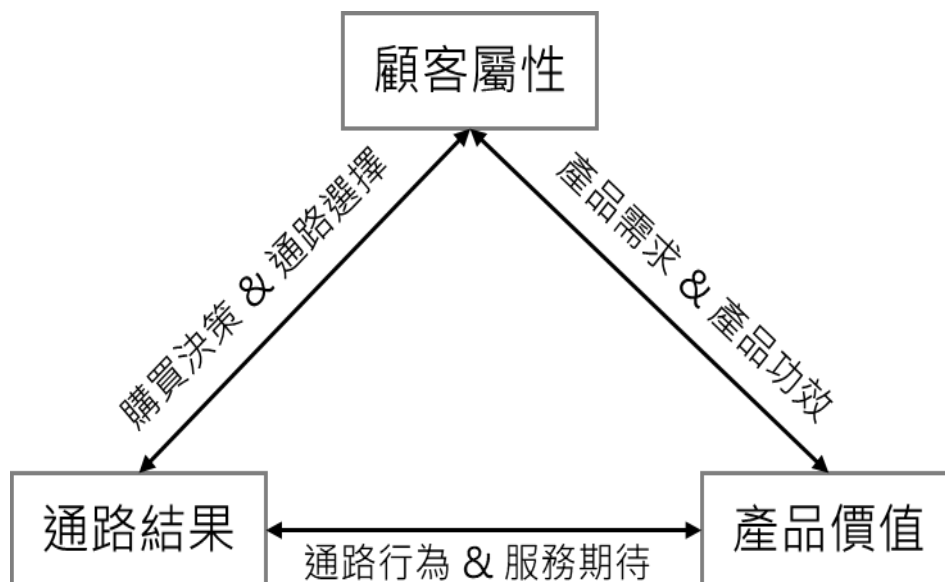 顧客屬性
購買決策 & 通路選擇
產品需求 & 產品功效
通路結果
通路行為 & 服務期待
產品價值